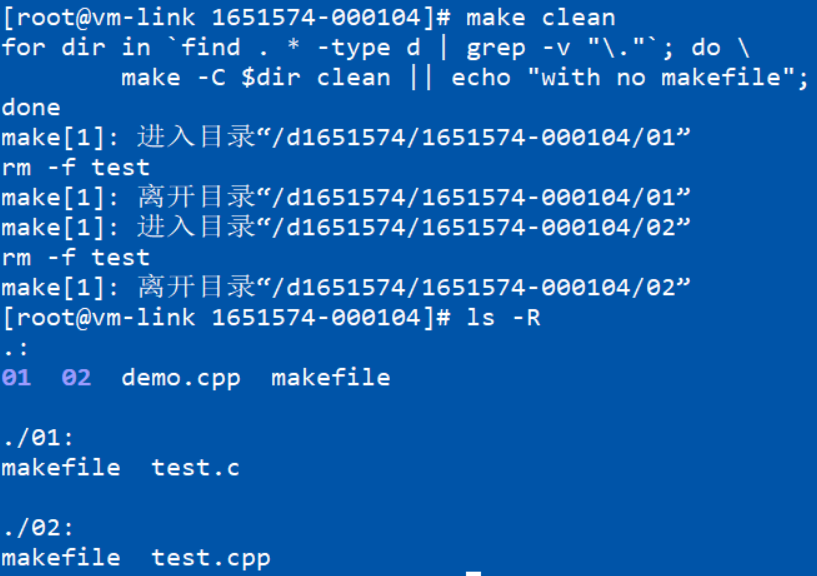 [root@vm-link 1651574-000104]# make clean
for dir in `find . * -type d | grep -v "\."`; do \
        make -C $dir clean || echo "with no makefile";
done
make[1]: 进入目录“/d1651574/1651574-000104/01”
rm -f test
make[1]: 离开目录“/d1651574/1651574-000104/01”
make[1]: 进入目录“/d1651574/1651574-000104/02”
rm -f test
make[1]: 离开目录“/d1651574/1651574-000104/02”
[root@vm-link 1651574-000104]# ls -R
.:
01  02  demo.cpp  makefile

./01:
makefile  test.c

./02:
makefile  test.cpp